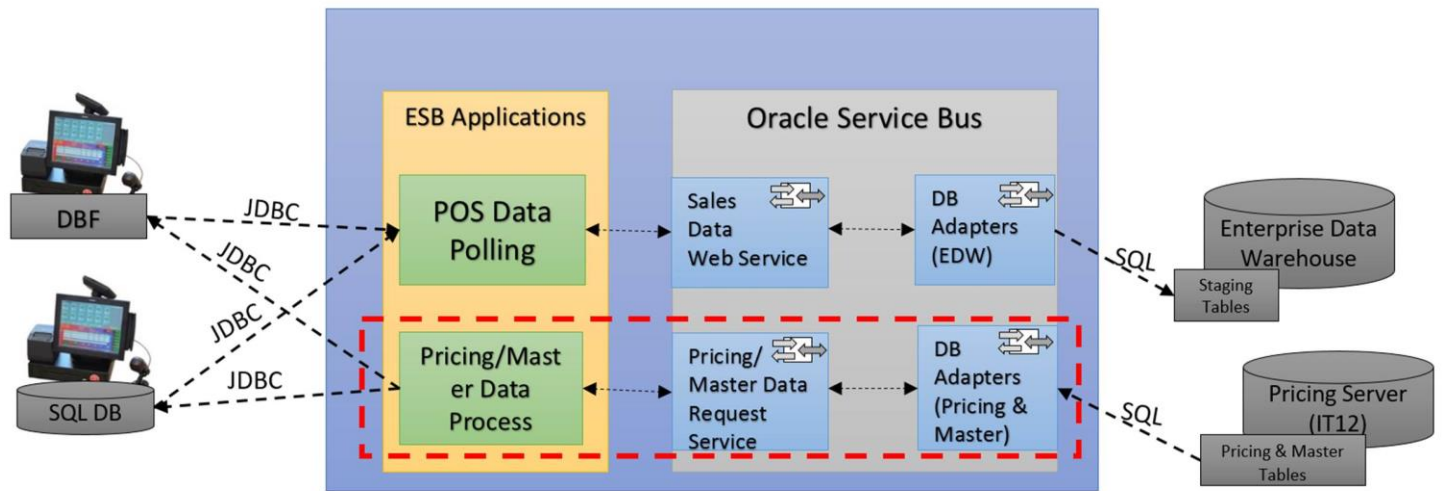 ESB Applications
Oracle Service Bus
DBF
JDBC
POS Data
Polling
Sales
Data
Web Service
DB
Adapters
(EDW)
SQL
Enterprise Data
Warehouse
Staging
Tables
JDBC
JDBC
JDBC
SQL DB
Pricing/Mast
er Data
Process
Pricing/
Master Data
Request
Service
DB
Adapters
(Pricing &
Master)
SQL
Pricing Server
(IT12)
Pricing & Master
Tables